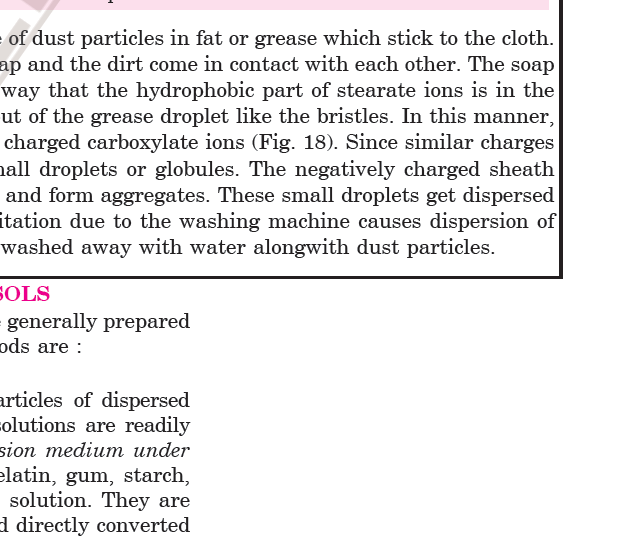 of dust particles in fat or grease which stick to the cloth.
ap and the dirt come in contact with each other. The soap
way that the hydrophobic part of stearate ions is in the
ut of the grease droplet like the bristles. In this manner,
charged carboxylate ions (Fig. 18). Since similar charges
nall droplets or globules. The negatively charged sheath
and form aggregates. These small droplets get dispersed
itation due to the washing machine causes dispersion of
washed away with water alongwith dust particles.
SOLS
generally prepared
ods are :
articles of dispersed
solutions are readily
sion medium under
elatin, gum, starch,
solution. They are
d directly converted